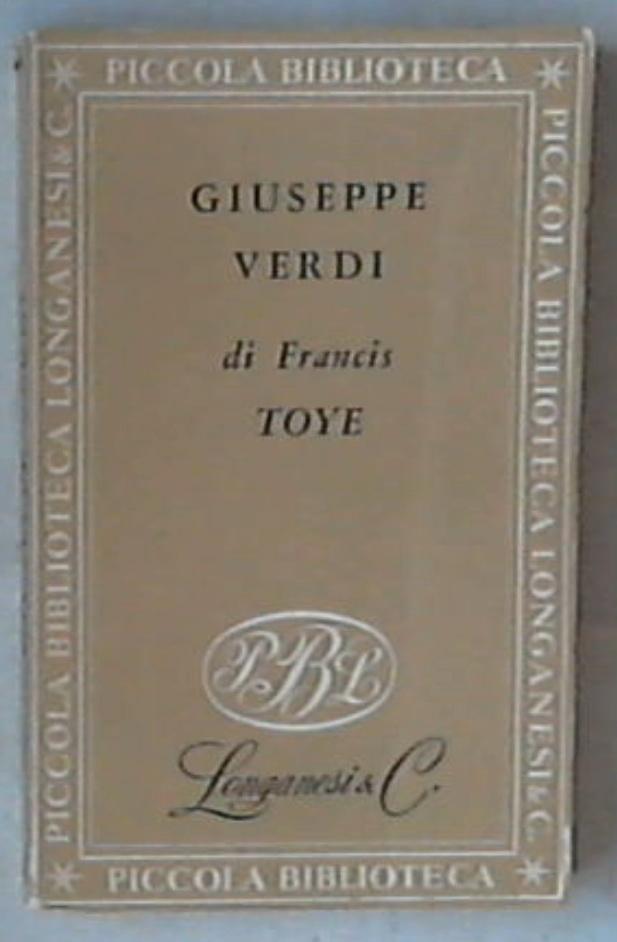 PICCOLA BIBLIOTECA
PICCOLA BIBLIOTECA LONGANESI & C.
PICCOLA BIBLIOTECA LONGANESI & C.
GIUSEPPE
VERDI
di Francis
TOYE
PBL
Longanesi & C.
PICCOLA BIBLIOTECA